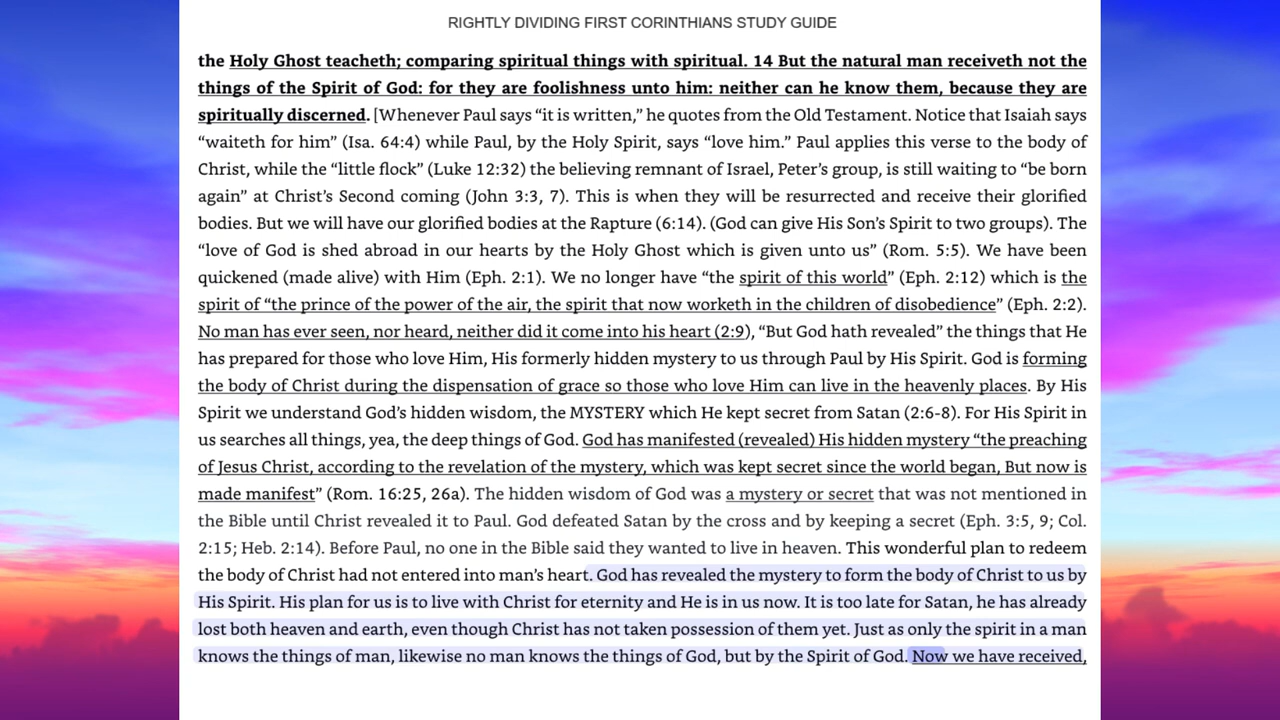 RIGHTLY DIVIDING FIRST CORINTHIANS STUDY GUIDE
the Holy Ghost teacheth; comparing spiritual things with spiritual. 14 But the natural man receiveth not the
things of the Spirit of God: for they are foolishness unto him: neither can he know them, because they are
spiritually discerned. [Whenever Paul says “it is written,” he quotes from the Old Testament. Notice that Isaiah says
“waiteth for him” (Isa. 64:4) while Paul, by the Holy Spirit, says “love him.” Paul applies this verse to the body of
Christ, while the “little flock” (Luke 12:32) the believing remnant of Israel, Peter’s group, is still waiting to “be born
again” at Christ’s Second coming (John 3:3, 7). This is when they will be resurrected and receive their glorified
bodies. But we will have our glorified bodies at the Rapture (6:14). (God can give His Son’s Spirit to two groups). The
“love of God is shed abroad in our hearts by the Holy Ghost which is given unto us” (Rom. 5:5). We have been
quickened (made alive) with Him (Eph. 2:1). We no longer have “the spirit of this world” (Eph. 2:12) which is the
spirit of “the prince of the power of the air, the spirit that now worketh in the children of disobedience” (Eph. 2:2).
No man has ever seen, nor heard, neither did it come into his heart (2:9), “But God hath revealed” the things that He
has prepared for those who love Him, His formerly hidden mystery to us through Paul by His Spirit. God is forming
the body of Christ during the dispensation of grace so those who love Him can live in the heavenly places. By His
Spirit we understand God’s hidden wisdom, the MYSTERY which He kept secret from Satan (2:6-8). For His Spirit in
us searches all things, yea, the deep things of God. God has manifested (revealed) His hidden mystery “the preaching
of Jesus Christ, according to the revelation of the mystery, which was kept secret since the world began, But now is
made manifest” (Rom. 16:25, 26a). The hidden wisdom of God was a mystery or secret that was not mentioned in
the Bible until Christ revealed it to Paul. God defeated Satan by the cross and by keeping a secret (Eph. 3:5, 9; Col.
2:15; Heb. 2:14). Before Paul, no one in the Bible said they wanted to live in heaven. This wonderful plan to redeem
the body of Christ had not entered into man’s heart. God has revealed the mystery to form the body of Christ to us by
His Spirit. His plan for us is to live with Christ for eternity and He is in us now. It is too late for Satan, he has already
lost both heaven and earth, even though Christ has not taken possession of them yet. Just as only the spirit in a man
knows the things of man, likewise no man knows the things of God, but by the Spirit of God. Now we have received,